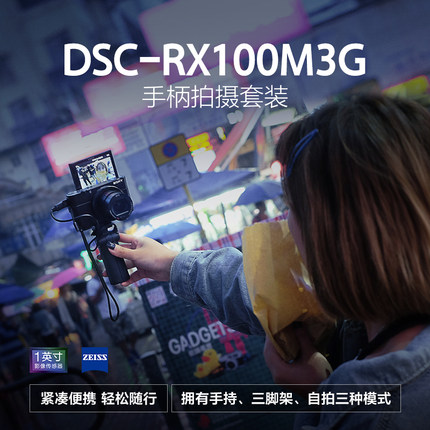 DSC-RX100M3G
手柄拍摄套装
GADGETS
1英寸
影像传感器
ZEISS
紧凑便携 轻松随行
拥有手持、三脚架、自拍三种模式